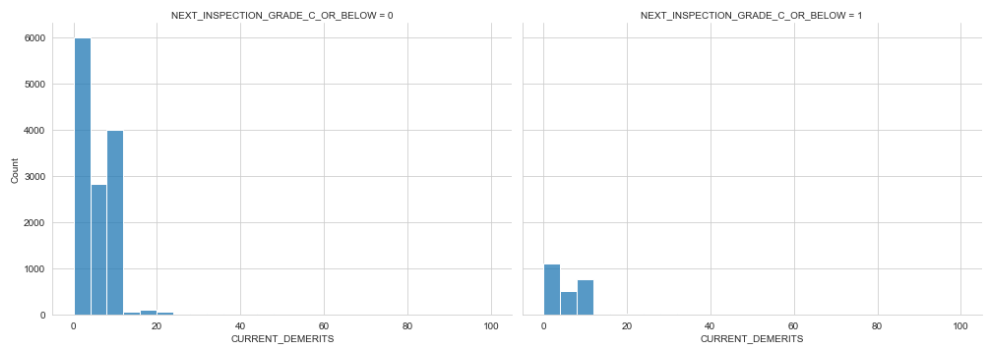 NEXT_INSPECTION_GRADE_C_OR_BELOW = 0
NEXT_INSPECTION_GRADE_C_OR_BELOW = 1
6000
5000
4000
3000
2000
1000
0
Count
0 20 40 60 80 100
0 20 40 60 80 100
CURRENT_DEMERITS
CURRENT_DEMERITS